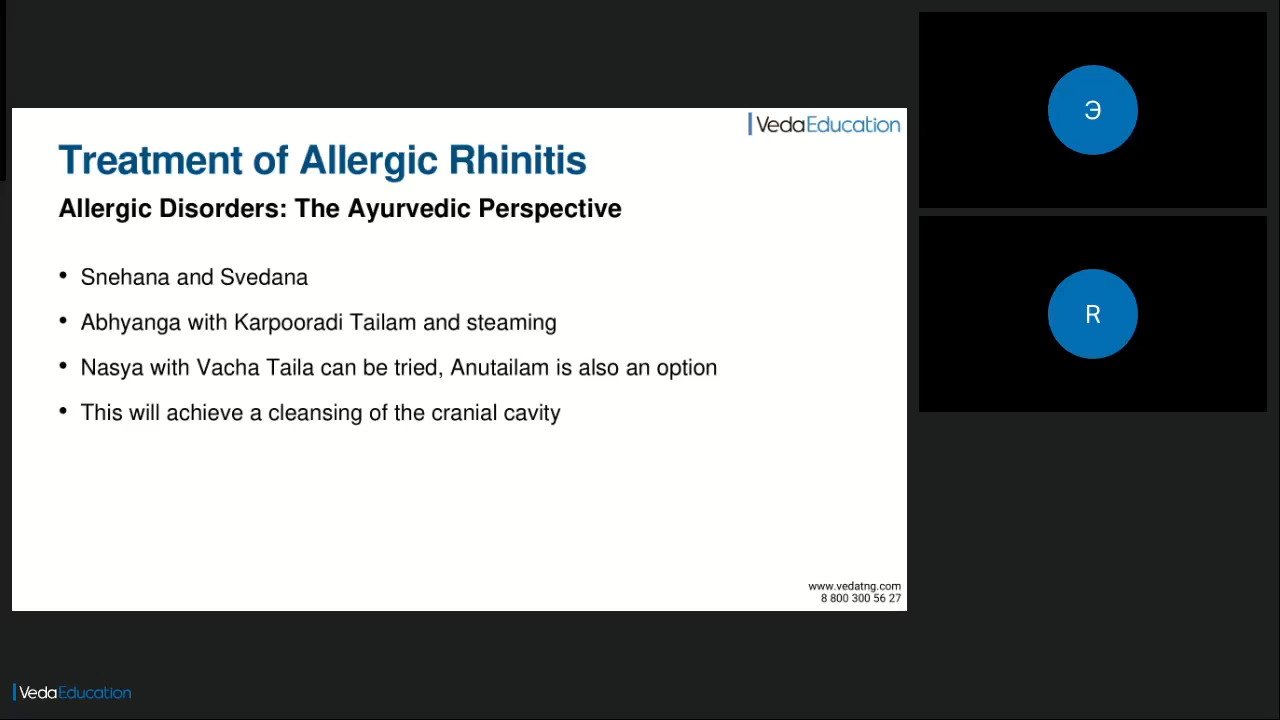 VedaEducation
Treatment of Allergic Rhinitis
Allergic Disorders: The Ayurvedic Perspective
• Snehana and Svedana
• Abhyanga with Karpooradi Tailam and steaming
• Nasya with Vacha Taila can be tried, Anutailam is also an option
• This will achieve a cleansing of the cranial cavity
www.vedatng.com
8 800 300 56 27
Э
R
VedaEducation